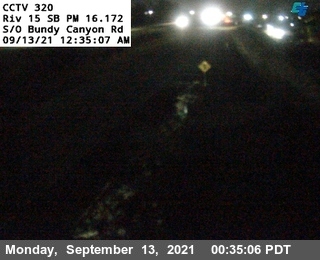 CCTV 320
Riv 15 SB PM 16.172
S/O Bundy Canyon Rd
09/13/21 12:35:07 AM
Monday, September 13, 2021 00:35:06 PDT